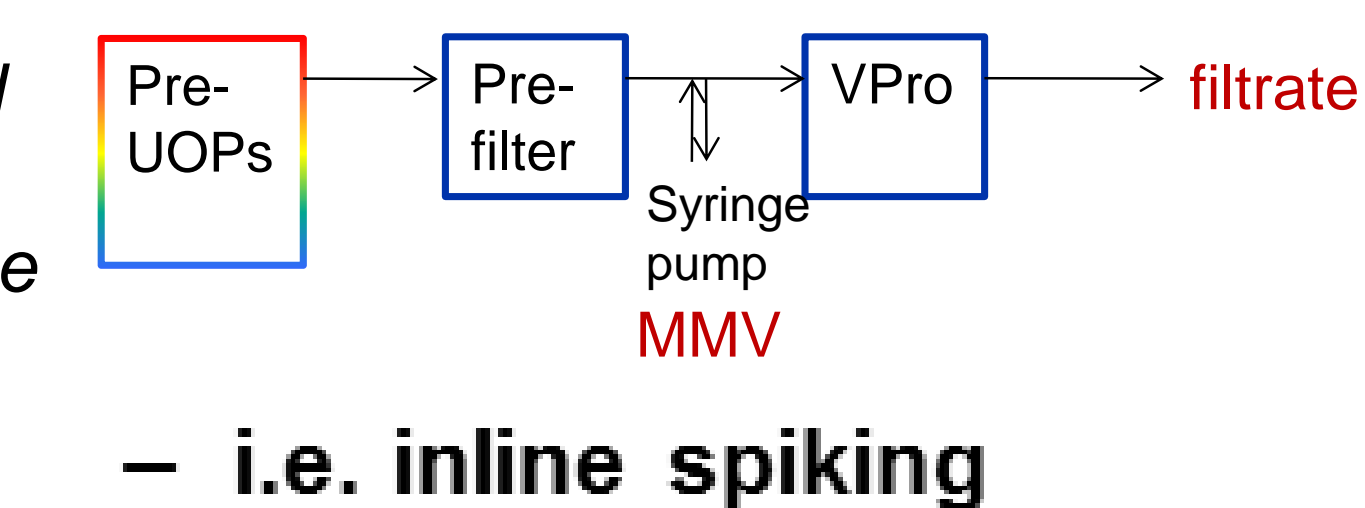 Pre-
UOPs
Pre-
filter
VPro
filtrate
Syringe
pump
MMV
– i.e. inline spiking